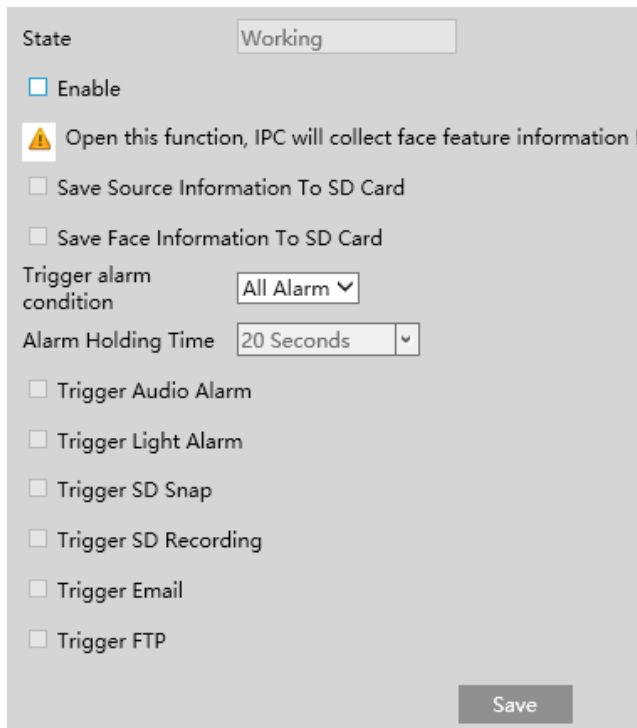 State Working
Enable
Open this function, IPC will collect face feature information !
Save Source Information To SD Card
Save Face Information To SD Card
Trigger alarm
condition All Alarm
Alarm Holding Time 20 Seconds
Trigger Audio Alarm
Trigger Light Alarm
Trigger SD Snap
Trigger SD Recording
Trigger Email
Trigger FTP
Save